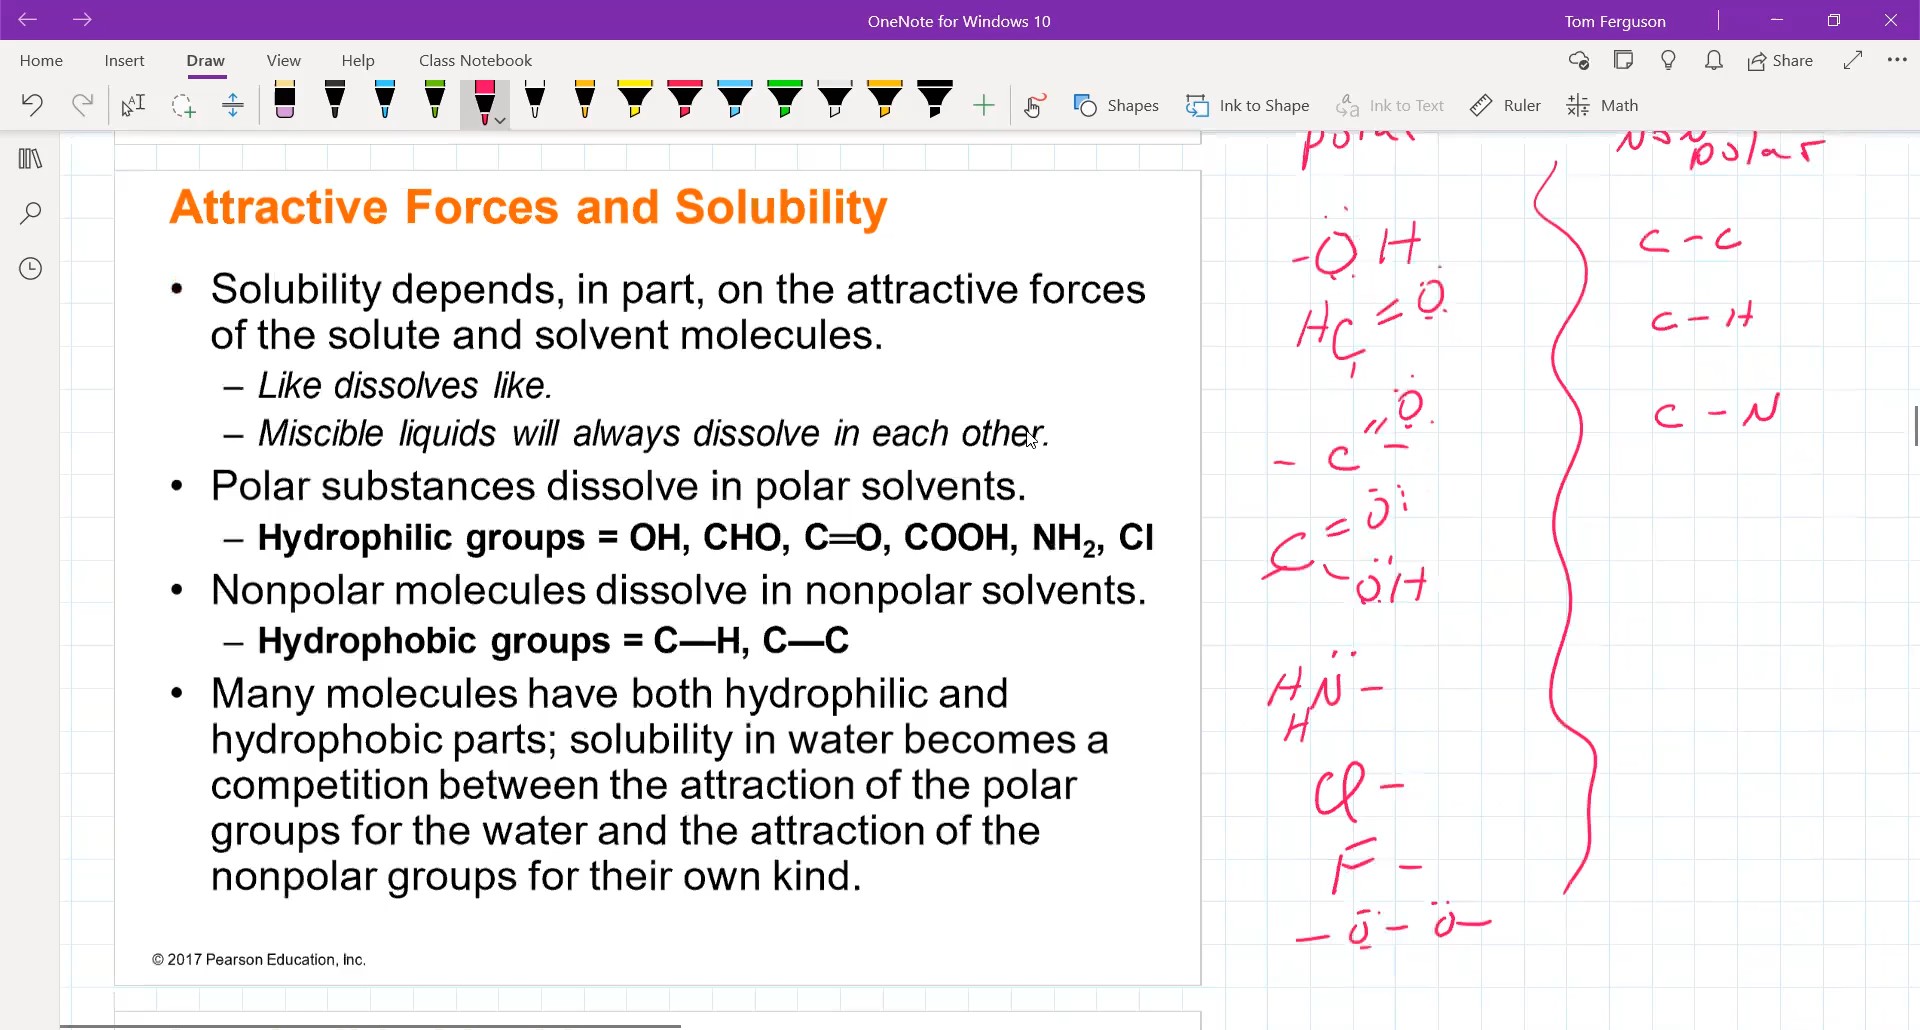 OneNote for Windows 10
Tom Ferguson
Home Insert Draw View Help Class Notebook
Share
Shapes Ink to Shape Ink to Text Ruler Math
Attractive Forces and Solubility
• Solubility depends, in part, on the attractive forces
of the solute and solvent molecules.
– Like dissolves like.
– Miscible liquids will always dissolve in each other.
• Polar substances dissolve in polar solvents.
– Hydrophilic groups = OH, CHO, C=O, COOH, NH₂, Cl
• Nonpolar molecules dissolve in nonpolar solvents.
– Hydrophobic groups = C—H, C—C
• Many molecules have both hydrophilic and
hydrophobic parts; solubility in water becomes a
competition between the attraction of the polar
groups for the water and the attraction of the
nonpolar groups for their own kind.
© 2017 Pearson Education, Inc.
polar
-OH
HC=O
- C=O
C=O
OH
HN-
H
Cl-
F-
-O-O-
Non
polar
C-C
C-H
C-N